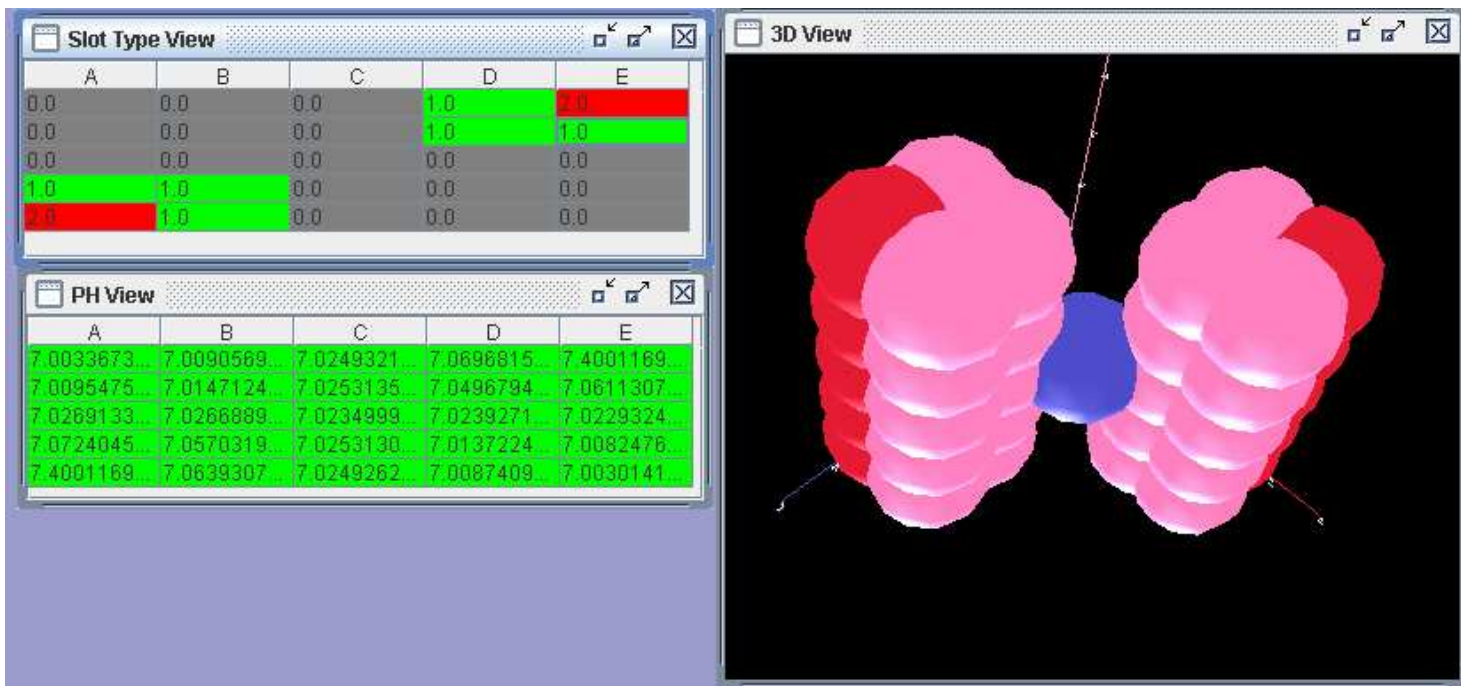 Slot Type View
A B C D E
0.0 0.0 0.0 1.0 2.0
0.0 0.0 0.0 1.0 1.0
0.0 0.0 0.0 0.0 0.0
1.0 1.0 0.0 0.0 0.0
2.0 1.0 0.0 0.0 0.0
PH View
A B C D E
7.0033673... 7.0090569... 7.0249321... 7.0696815... 7.4001169...
7.0095475... 7.0147124... 7.0253135... 7.0496794... 7.0611307...
7.0269133... 7.0266889... 7.0234999... 7.0239271... 7.0229324...
7.0724045... 7.0570319... 7.0253130... 7.0137224... 7.0082476...
7.4001169... 7.0639307... 7.0249262... 7.0087409... 7.0030141...
3D View